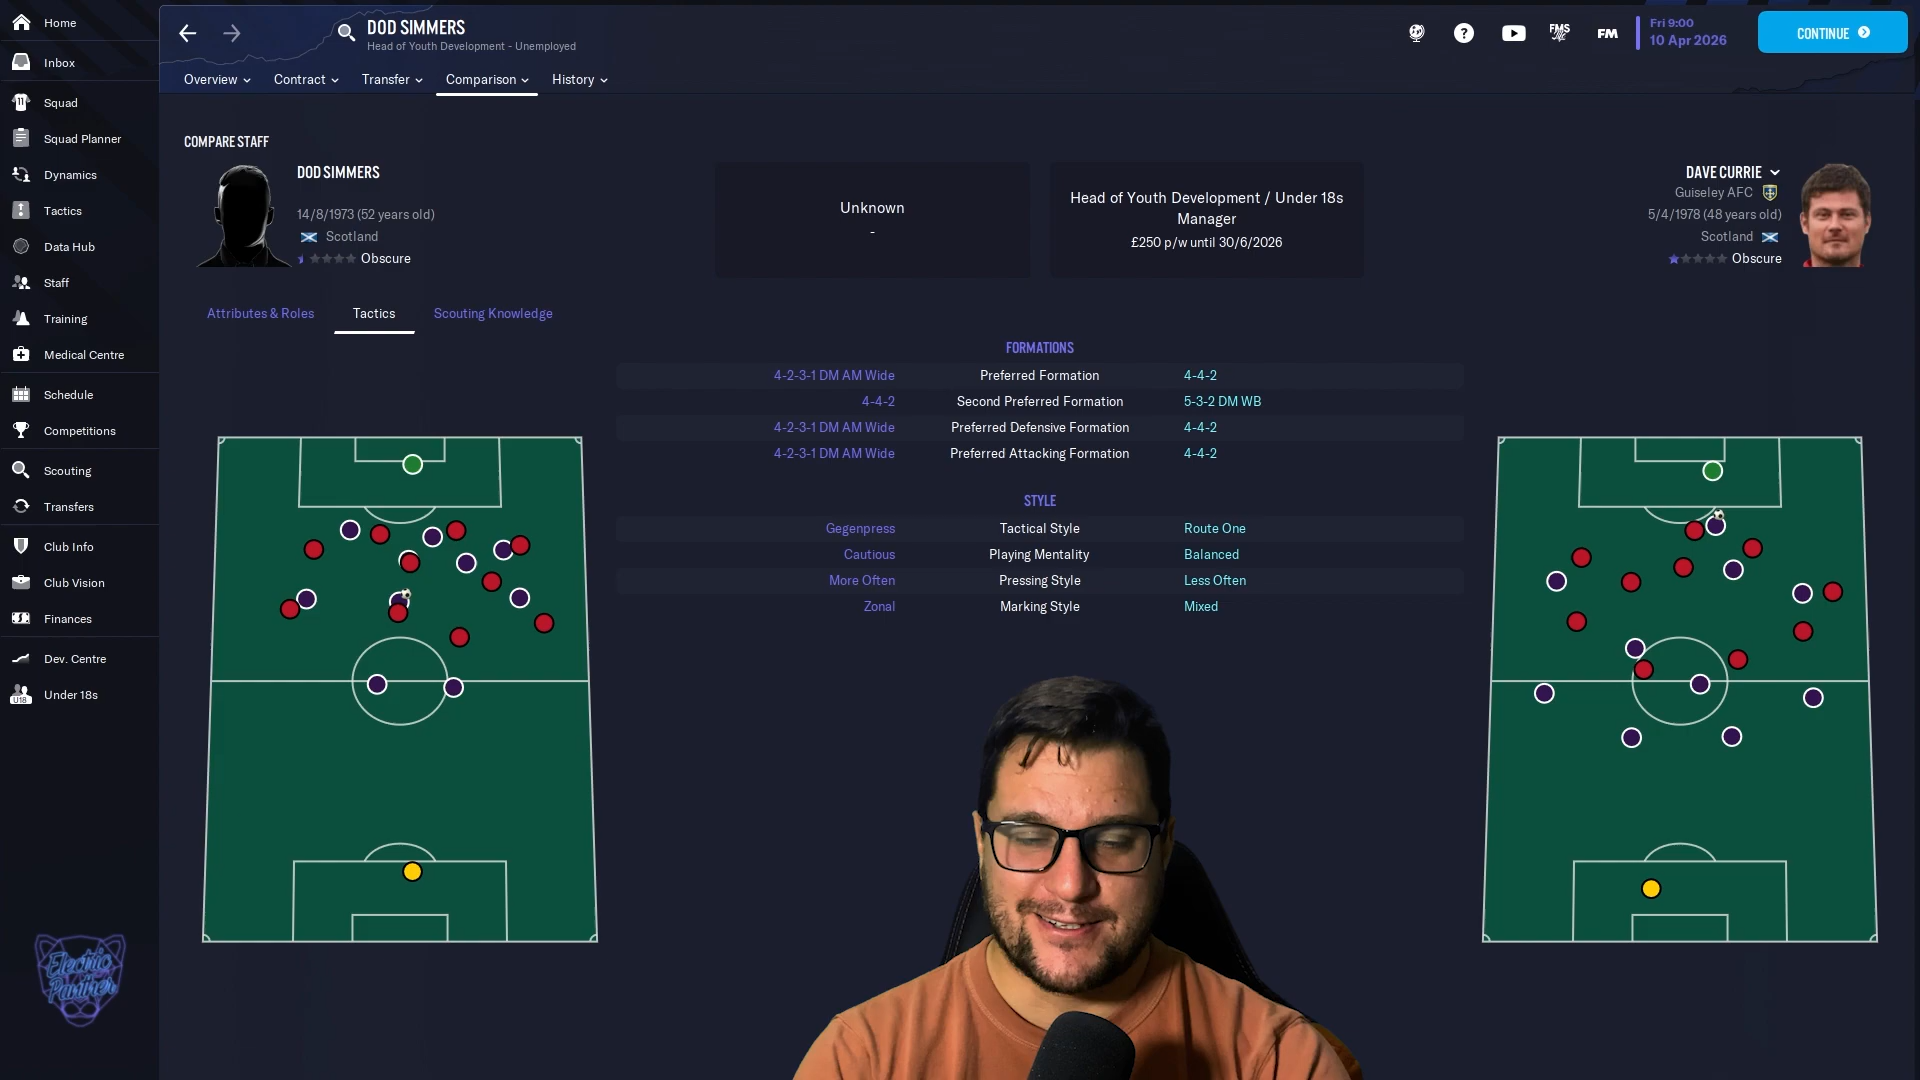 Home
Inbox
Squad
Squad Planner
Dynamics
Tactics
Data Hub
Staff
Training
Medical Centre
Schedule
Competitions
Scouting
Transfers
Club Info
Club Vision
Finances
Dev. Centre
U18
Under 18s
Electric
Panther
DOD SIMMERS
Head of Youth Development - Unemployed
FMS
FM
Fri 9:00
10 Apr 2026
CONTINUE
Overview
Contract
Transfer
Comparison
History
COMPARE STAFF
DOD SIMMERS
14/8/1973 (52 years old)
Scotland
Obscure
Unknown
-
Head of Youth Development / Under 18s
Manager
£250 p/w until 30/6/2026
DAVE CURRIE
Guiseley AFC
5/4/1978 (48 years old)
Scotland
Obscure
Attributes & Roles
Tactics
Scouting Knowledge
FORMATIONS
4-2-3-1 DM AM Wide Preferred Formation 4-4-2
4-4-2 Second Preferred Formation 5-3-2 DM WB
4-2-3-1 DM AM Wide Preferred Defensive Formation 4-4-2
4-2-3-1 DM AM Wide Preferred Attacking Formation 4-4-2
STYLE
Gegenpress Tactical Style Route One
Cautious Playing Mentality Balanced
More Often Pressing Style Less Often
Zonal Marking Style Mixed